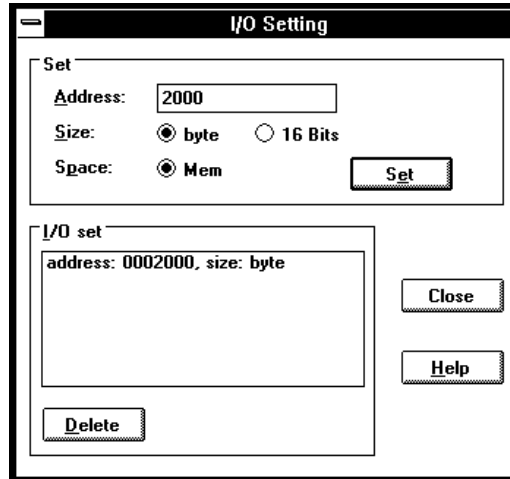 I/O Setting
Set
Address: 2000
Size: byte 16 Bits
Space: Mem
Set
I/O set
address: 0002000, size: byte
Close
Help
Delete